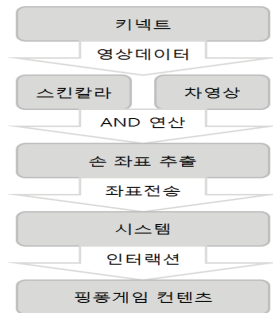 키넥트
영상데이터
스킨칼라 차영상
AND 연산
손 좌표 추출
좌표전송
시스템
인터랙션
핑퐁게임 컨텐츠